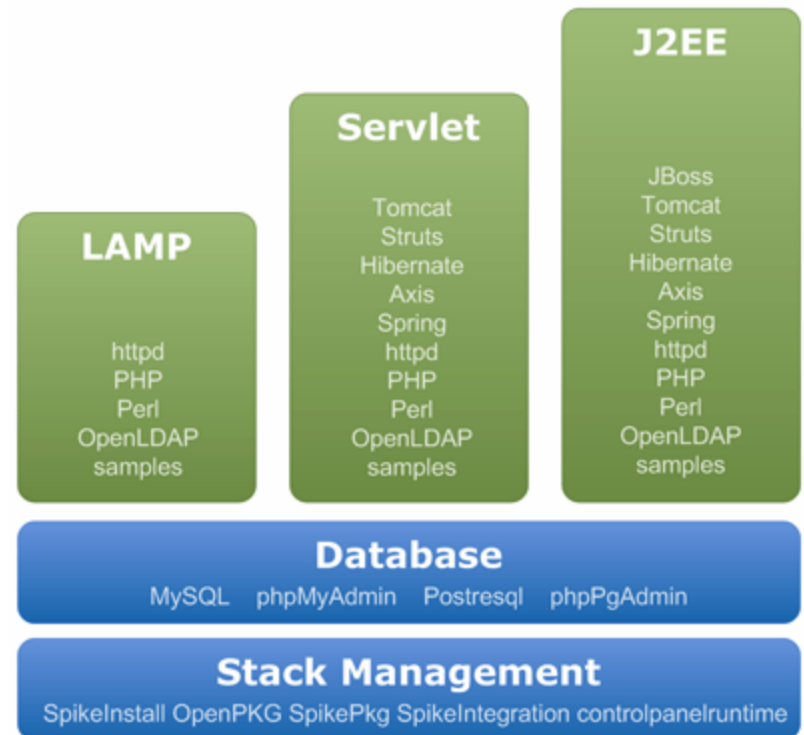 LAMP
httpd
PHP
Perl
OpenLDAP
samples
Servlet
Tomcat
Struts
Hibernate
Axis
Spring
httpd
PHP
Perl
OpenLDAP
samples
J2EE
JBoss
Tomcat
Struts
Hibernate
Axis
Spring
httpd
PHP
Perl
OpenLDAP
samples
Database
MySQL phpMyAdmin Postresql phpPgAdmin
Stack Management
SpikeInstall OpenPKG SpikePkg SpikeIntegration controlpanelruntime